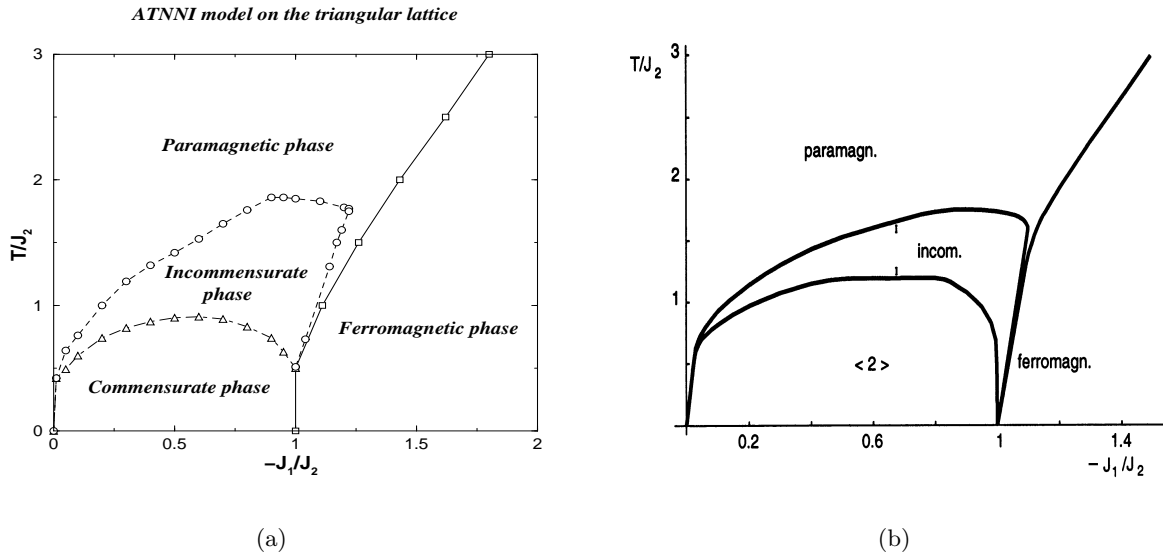 ATNNI model on the triangular lattice
3
2
1
0
T/J2
Paramagnetic phase
Incommensurate
phase
Ferromagnetic phase
Commensurate phase
0 0.5 1 1.5 2
−J1/J2
(a)
T/J2
3
2
1
paramagn.
incom.
< 2 >
ferromagn.
0.2 0.6 1 1.4
− J1 /J2
(b)